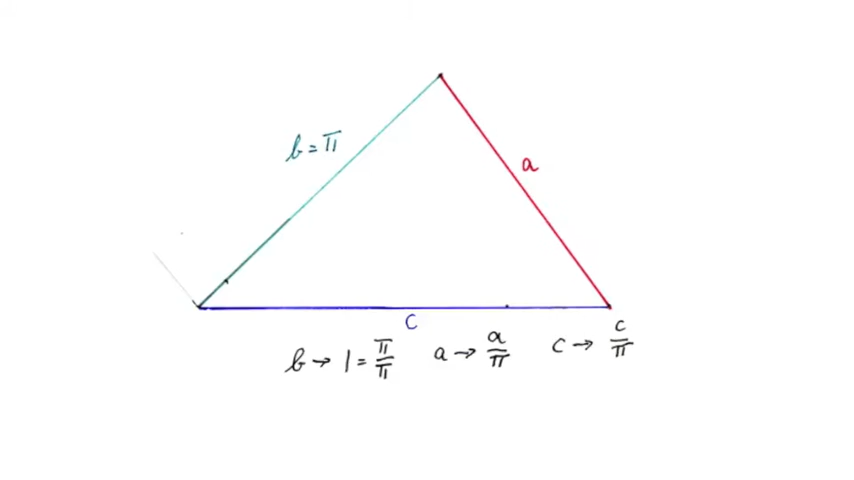 b = π
a
c
b → 1 = π/π a → a/π c → c/π